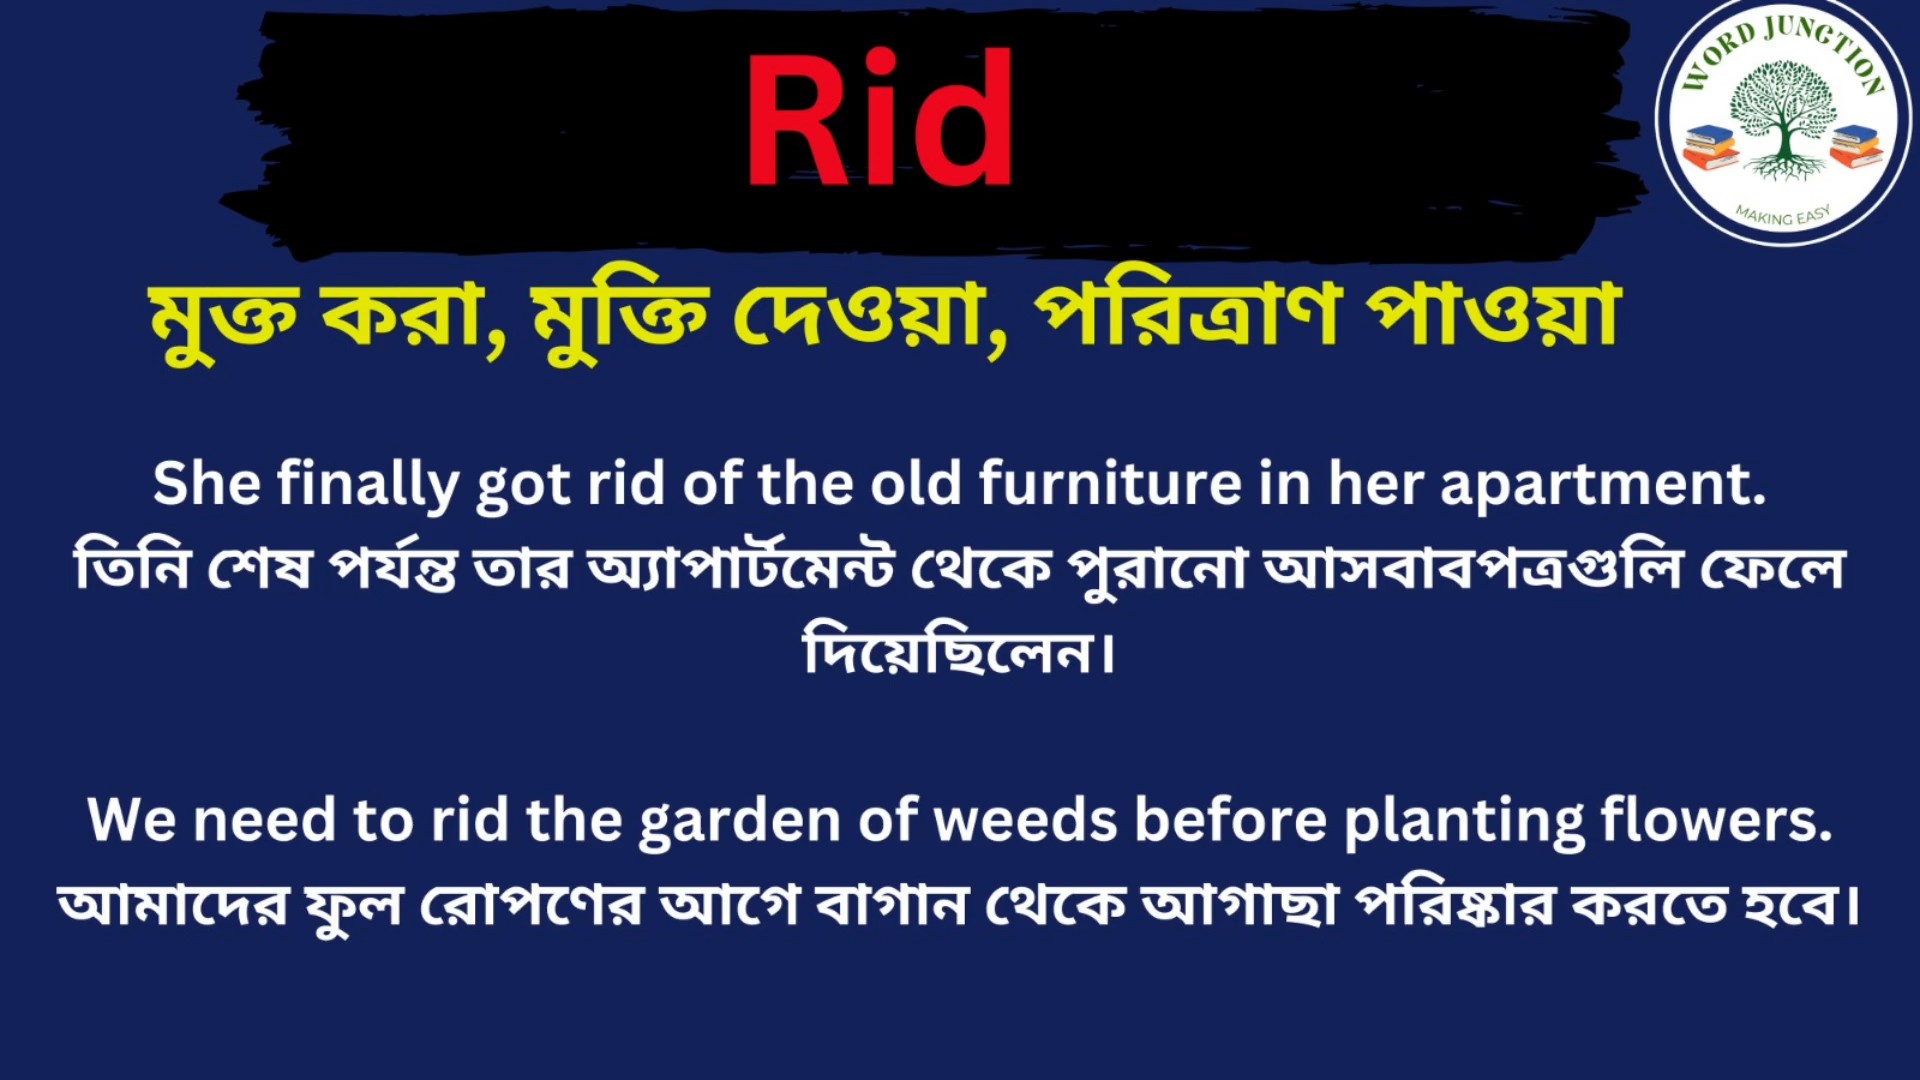 Rid
WORD JUNCTION
MAKING EASY
মুক্ত করা, মুক্তি দেওয়া, পরিত্রাণ পাওয়া
She finally got rid of the old furniture in her apartment.
তিনি শেষ পর্যন্ত তার অ্যাপার্টমেন্ট থেকে পুরানো আসবাবপত্রগুলি ফেলে
দিয়েছিলেন।
We need to rid the garden of weeds before planting flowers.
আমাদের ফুল রোপণের আগে বাগান থেকে আগাছা পরিষ্কার করতে হবে।